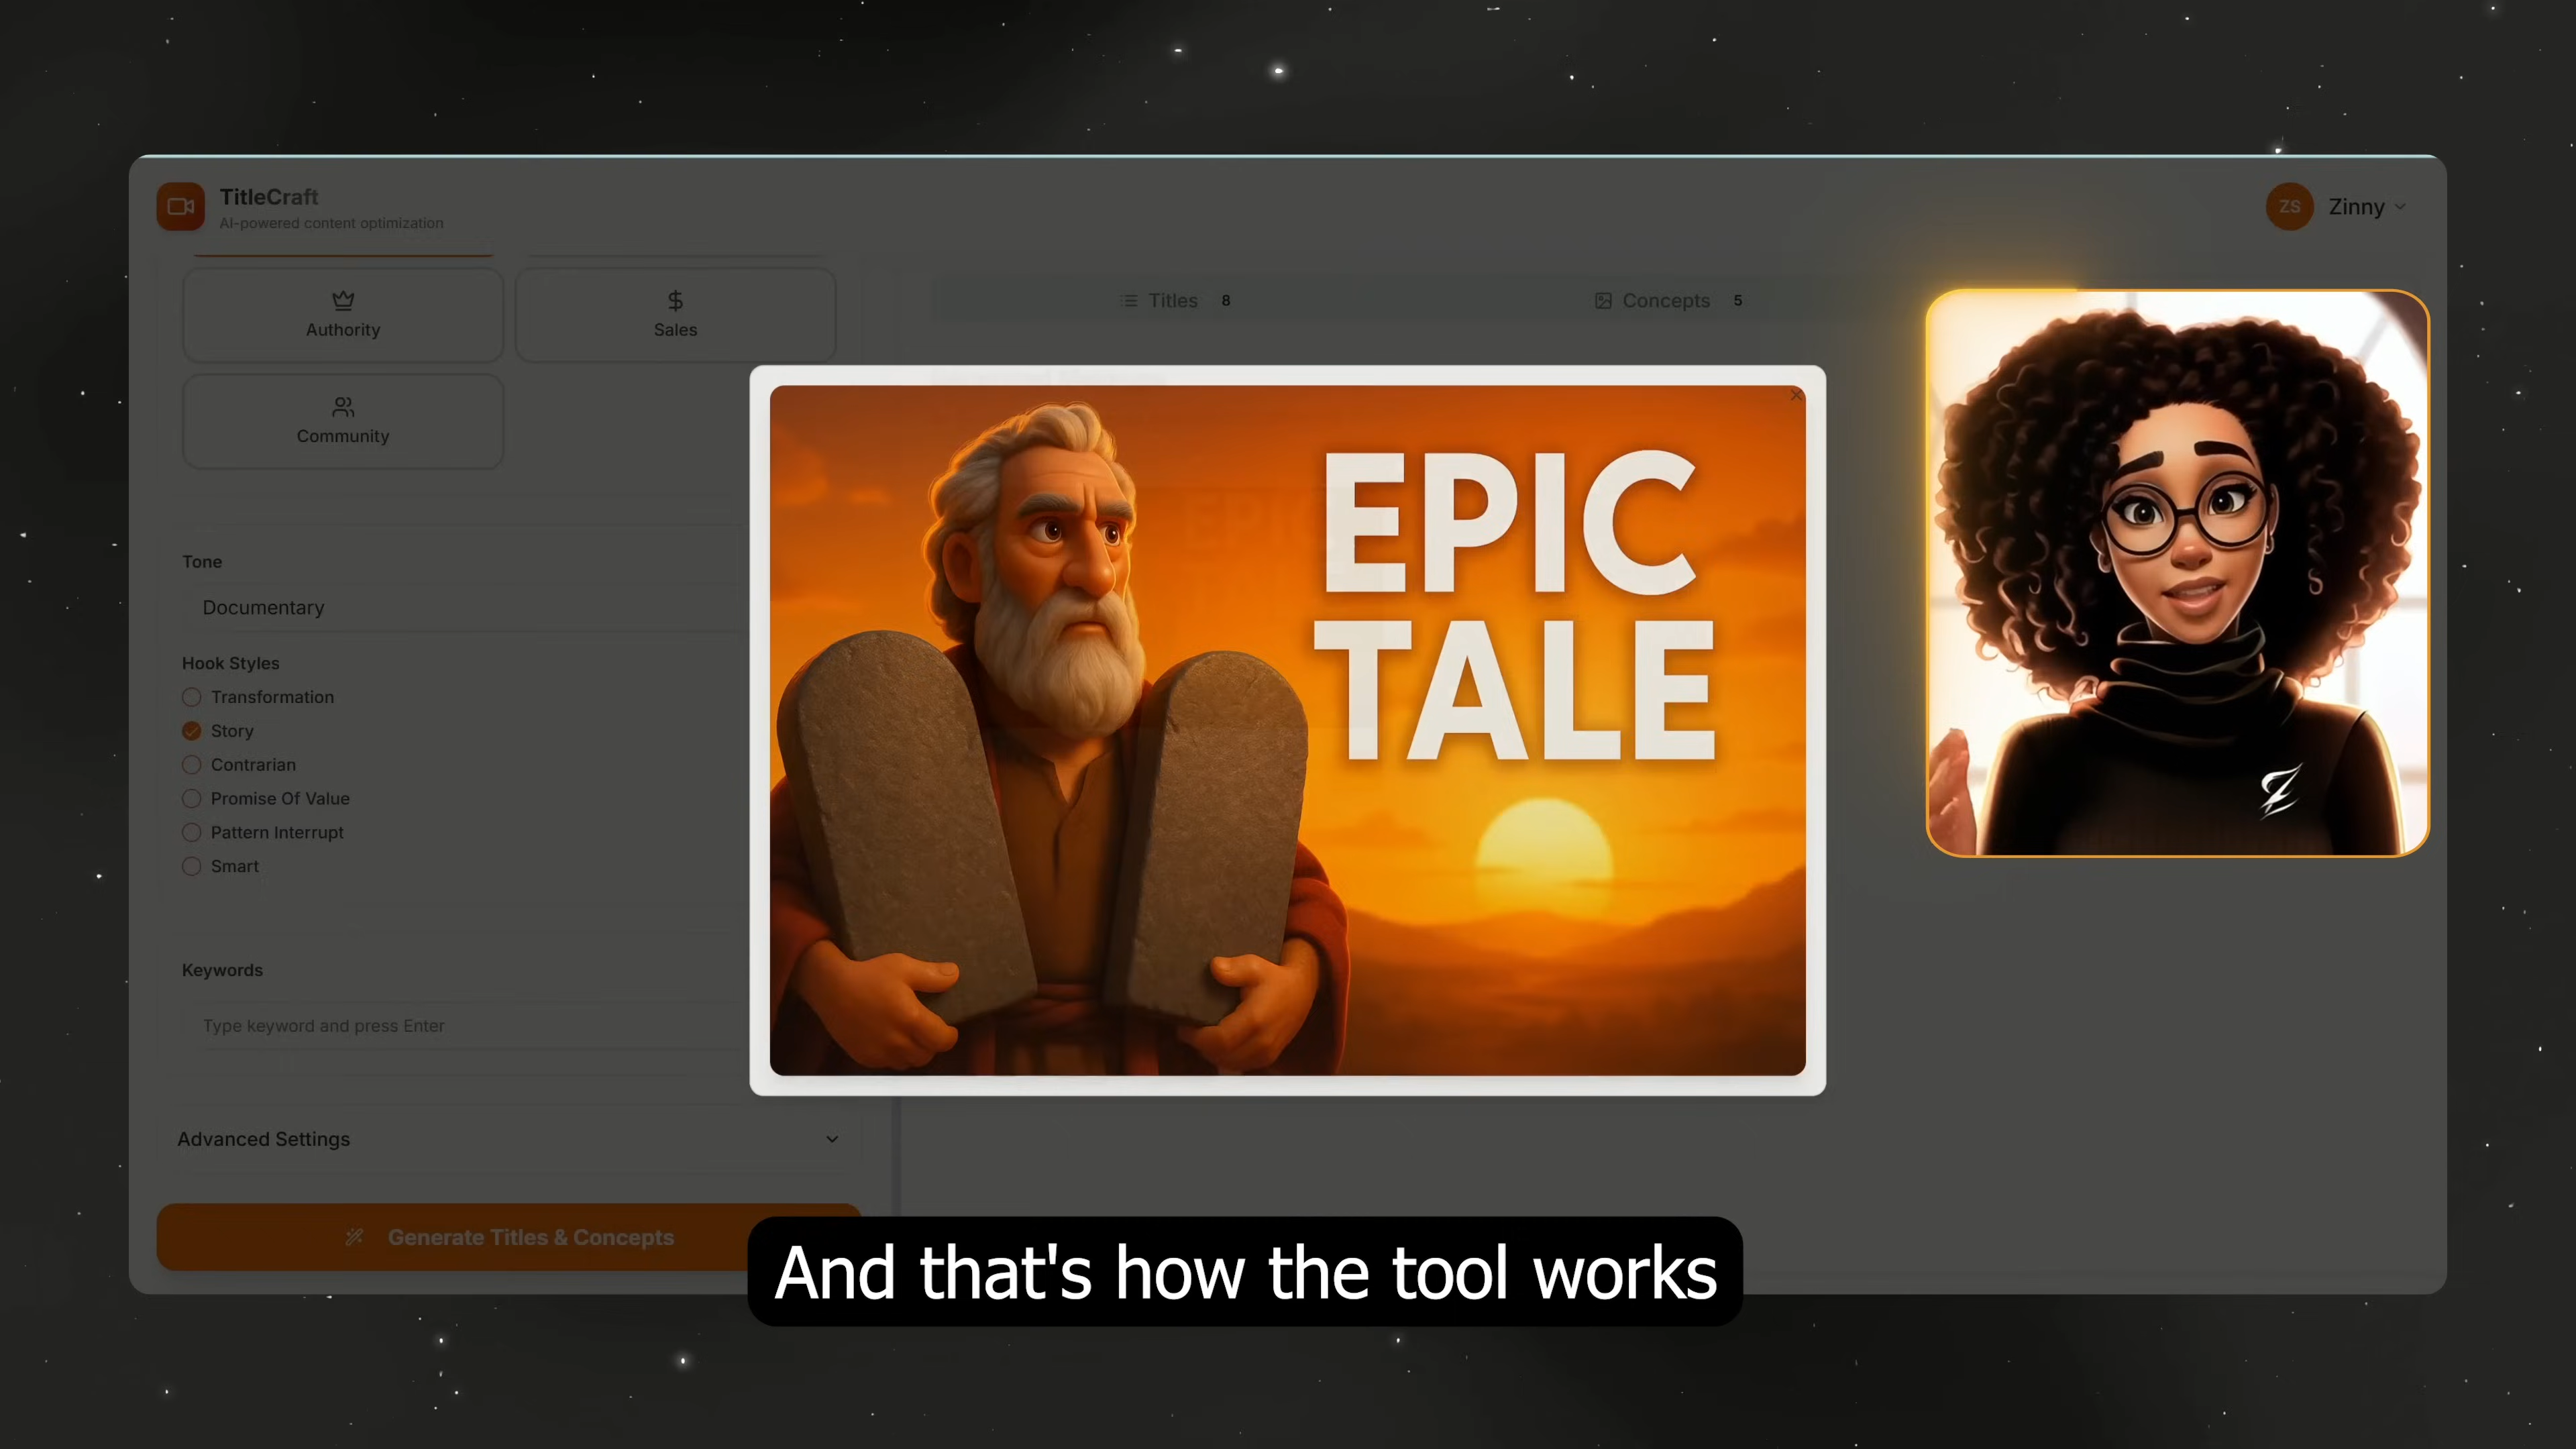 TitleCraft
AI-powered content optimization
ZS
Zinny
Authority
Sales
Community
Titles 8
Concepts 5
EPIC
TALE
Tone
Documentary
Hook Styles
Transformation
Story
Contrarian
Promise Of Value
Pattern Interrupt
Smart
Keywords
Type keyword and press Enter
Advanced Settings
Generate Titles & Concepts
And that's how the tool works